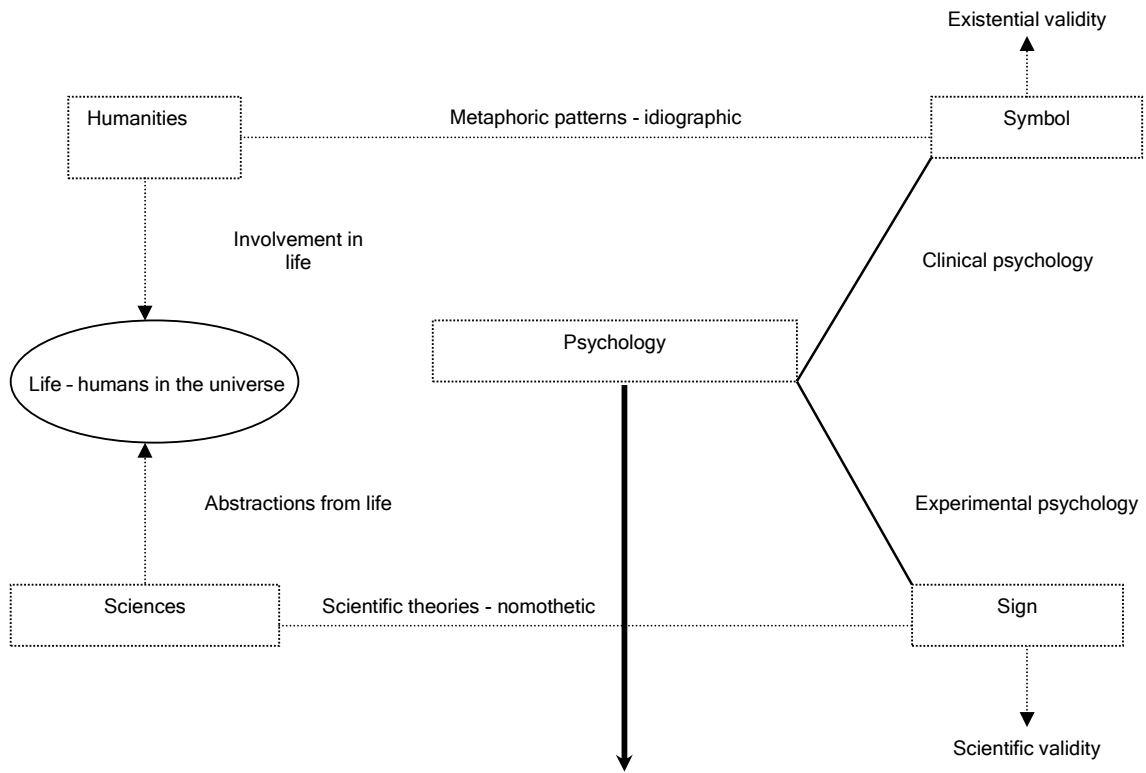 Existential validity
Humanities
Metaphoric patterns - idiographic
Symbol
Involvement in
life
Clinical psychology
Psychology
Life - humans in the universe
Abstractions from life
Experimental psychology
Sciences
Scientific theories - nomothetic
Sign
Scientific validity